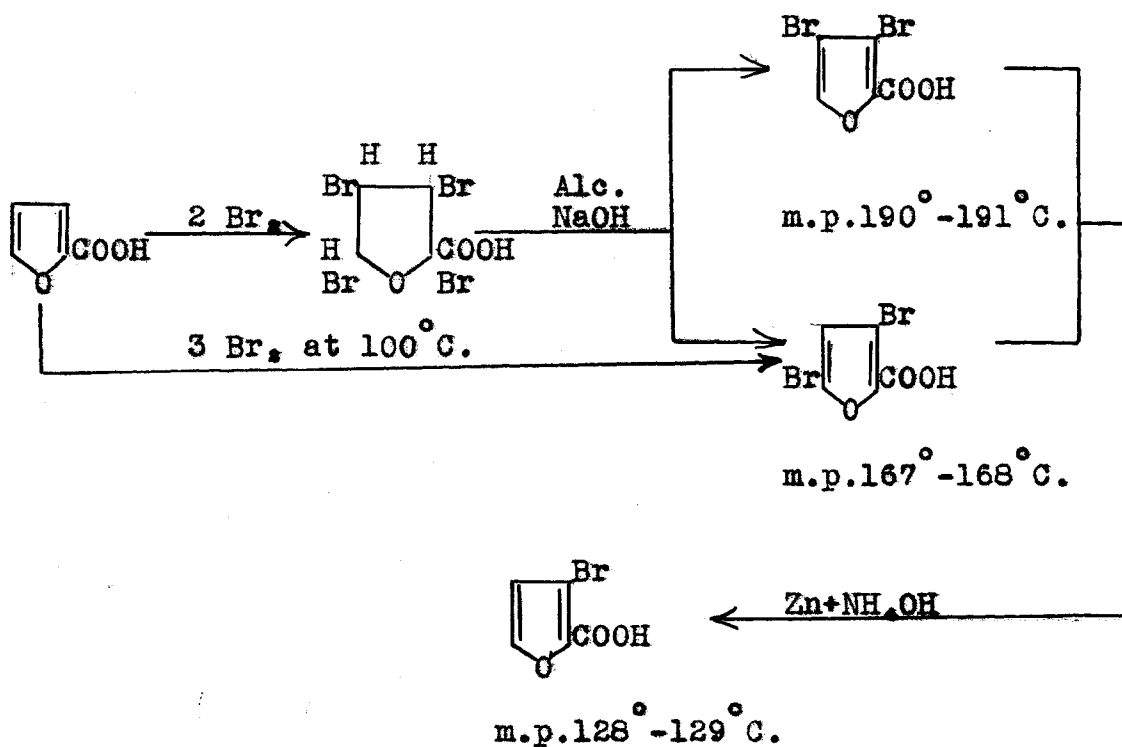 Br Br
COOH
O
H H
Br Br
Alc.
NaOH
m.p.190°-191°C.
2 Br₂
COOH
O
H
COOH
Br O Br
3 Br₂ at 100°C.
Br
Br COOH
O
m.p.167°-168°C.
Br
COOH
O
Zn+NH₄OH
m.p.128°-129°C.